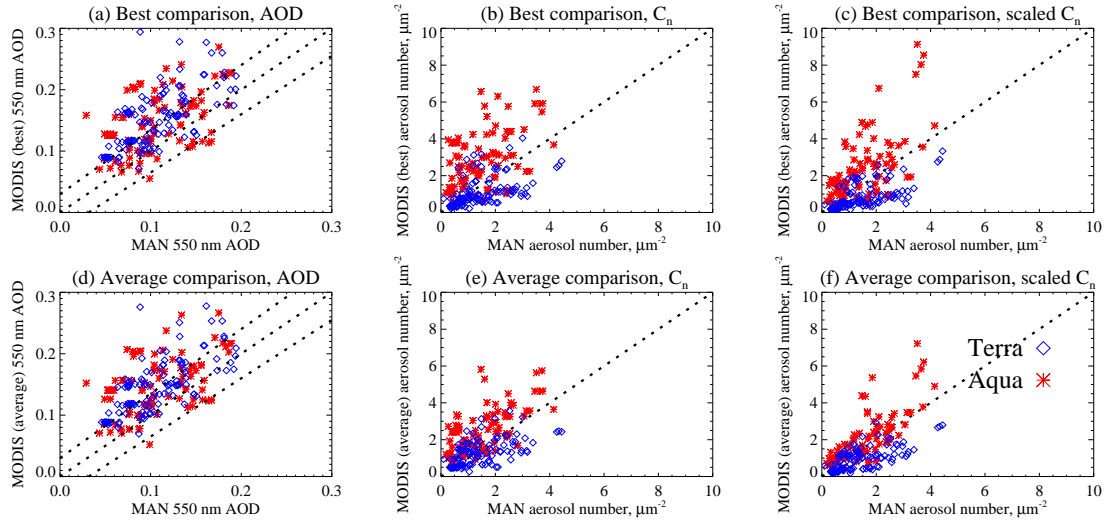 (a) Best comparison, AOD
MODIS (best) 550 nm AOD
0.3
0.2
0.1
0.0
0.0 0.1 0.2 0.3
MAN 550 nm AOD
(b) Best comparison, Cn
MODIS (best) aerosol number, μm-2
10
8
6
4
2
0
0 2 4 6 8 10
MAN aerosol number, μm-2
(c) Best comparison, scaled Cn
MODIS (best) aerosol number, μm-2
10
8
6
4
2
0
0 2 4 6 8 10
MAN aerosol number, μm-2
(d) Average comparison, AOD
MODIS (average) 550 nm AOD
0.3
0.2
0.1
0.0
0.0 0.1 0.2 0.3
MAN 550 nm AOD
(e) Average comparison, Cn
MODIS (average) aerosol number, μm-2
10
8
6
4
2
0
0 2 4 6 8 10
MAN aerosol number, μm-2
(f) Average comparison, scaled Cn
MODIS (average) aerosol number, μm-2
10
8
6
4
2
0
0 2 4 6 8 10
MAN aerosol number, μm-2
Terra
Aqua